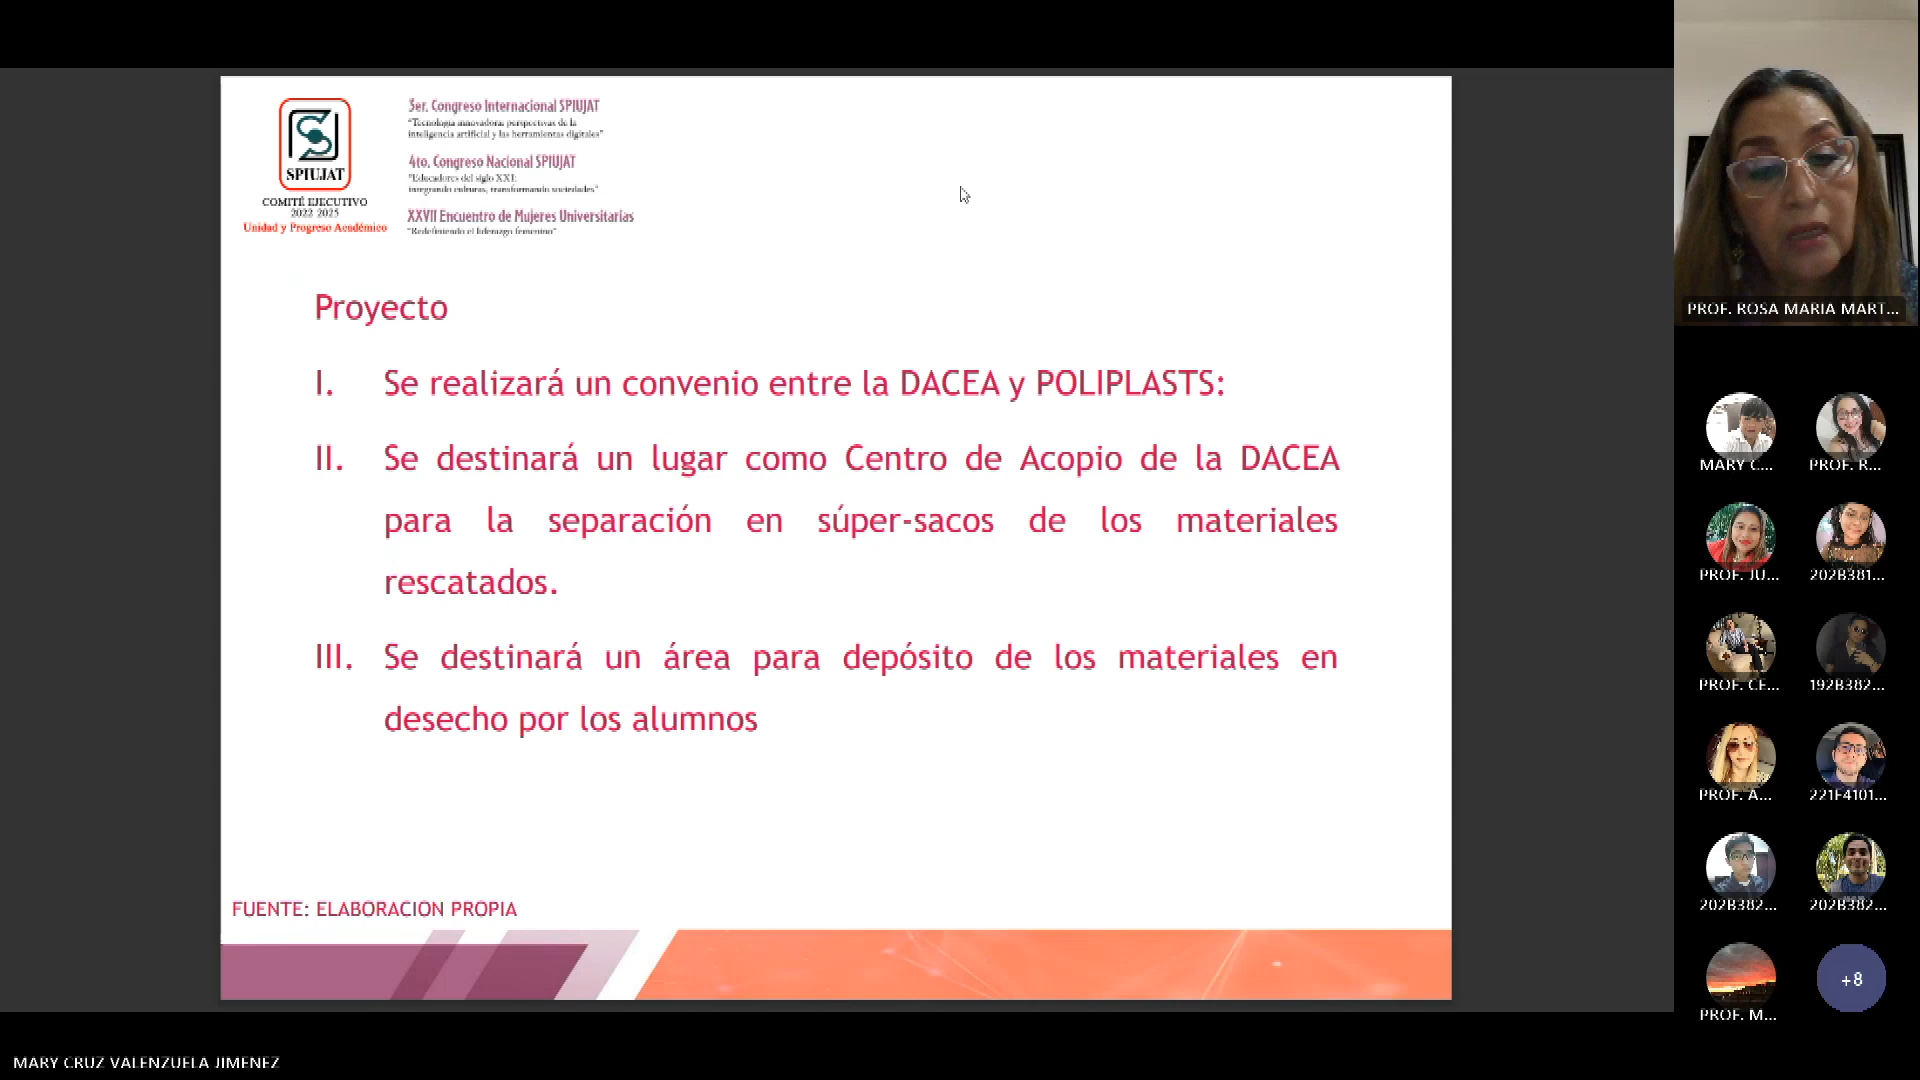 SPIUJAT
COMITÉ EJECUTIVO
2022 2025
Unidad y Progreso Académico
3er. Congreso Internacional SPIUJAT
"Tecnología innovadora: perspectivas de la
inteligencia artificial y las herramientas digitales"
4to. Congreso Nacional SPIUJAT
"Educadores del siglo XXI:
integrando culturas, transformando sociedades"
XXVII Encuentro de Mujeres Universitarias
"Redefiniendo el liderazgo femenino"
Proyecto
I. Se realizará un convenio entre la DACEA y POLIPLASTS:
II. Se destinará un lugar como Centro de Acopio de la DACEA
para la separación en súper-sacos de los materiales
rescatados.
III. Se destinará un área para depósito de los materiales en
desecho por los alumnos
FUENTE: ELABORACION PROPIA
PROF. ROSA MARIA MART...
MARY C... PROF. R...
PROF. JU... 202B381...
PROF. CE... 192B382...
PROF. A... 221F4101...
202B382... 202B382...
PROF. M... +8
MARY CRUZ VALENZUELA JIMENEZ